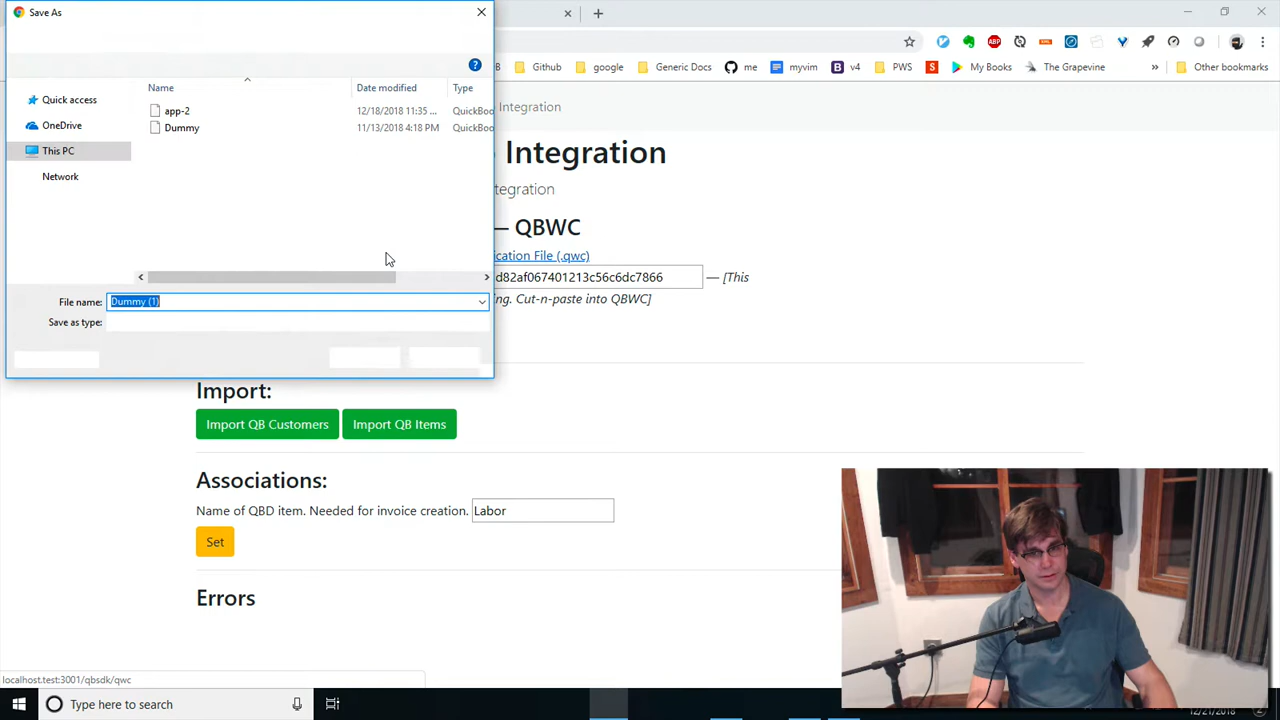 Save As
B
Github
google
Generic Docs
me
myvim
v4
PWS
My Books
The Grapevine
»
Other bookmarks
Name
Date modified
Type
Quick access
OneDrive
This PC
Network
app-2
12/18/2018 11:35 ...
QuickBoo
Dummy
11/13/2018 4:18 PM
QuickBoo
File name:
Dummy (1)
Save as type:
Integration
Integration
tegration
— QBWC
ication File (.qwc)
d82af067401213c56c6dc7866
— [This
ng. Cut-n-paste into QBWC]
Import:
Import QB Customers
Import QB Items
Associations:
Name of QBD item. Needed for invoice creation.
Labor
Set
Errors
localhost.test:3001/qbsdk/qwc
Type here to search
12/21/2018